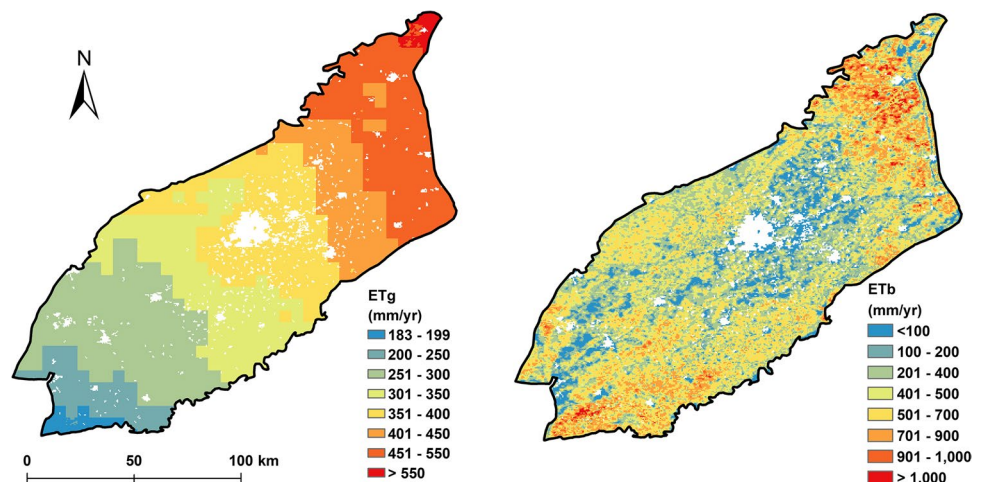 N
ETg
(mm/yr)
183 - 199
200 - 250
251 - 300
301 - 350
351 - 400
401 - 450
451 - 550
> 550
0 50 100 km
ETb
(mm/yr)
<100
100 - 200
201 - 400
401 - 500
501 - 700
701 - 900
901 - 1,000
> 1,000